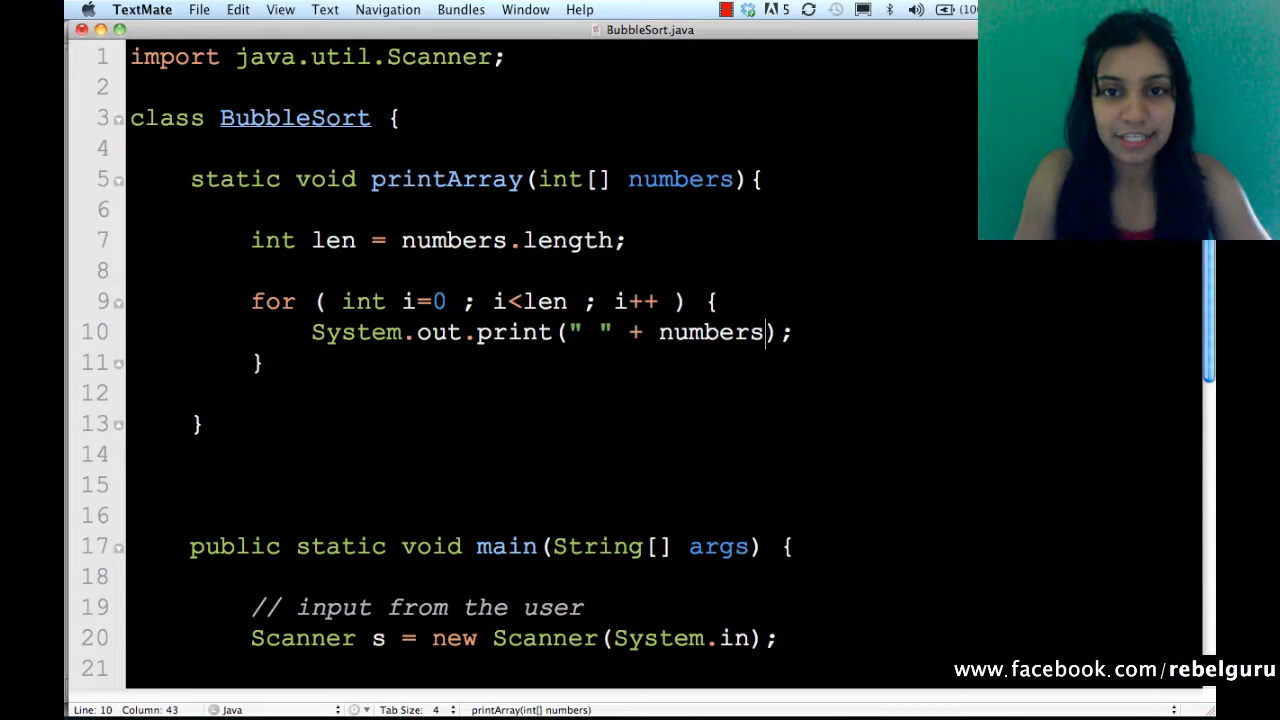 TextMate File Edit View Text Navigation Bundles Window Help 5 (100
BubbleSort.java
1 import java.util.Scanner;
2
3 class BubbleSort {
4
5 static void printArray(int[] numbers){
6
7 int len = numbers.length;
8
9 for ( int i=0 ; i<len ; i++ ) {
10 System.out.print(" " + numbers);
11 }
12
13 }
14
15
16
17 public static void main(String[] args) {
18
19 // input from the user
20 Scanner s = new Scanner(System.in);
21
www.facebook.com/rebelguru
Line: 10 Column: 43 Java Tab Size: 4 printArray(int[] numbers)